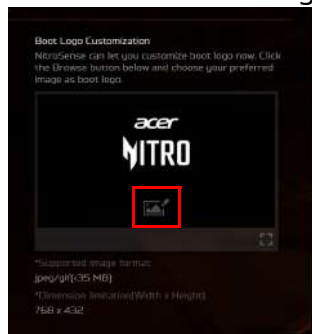 Boot Logo Customization
NitroSense can let you customize boot logo now. Click
the Browse button below and choose your preferred
image as boot logo.
acer
NITRO
*Supported image format:
jpeg/gif(<35 MB)
*(Dimension limitation(Width x Height)
768 x 432